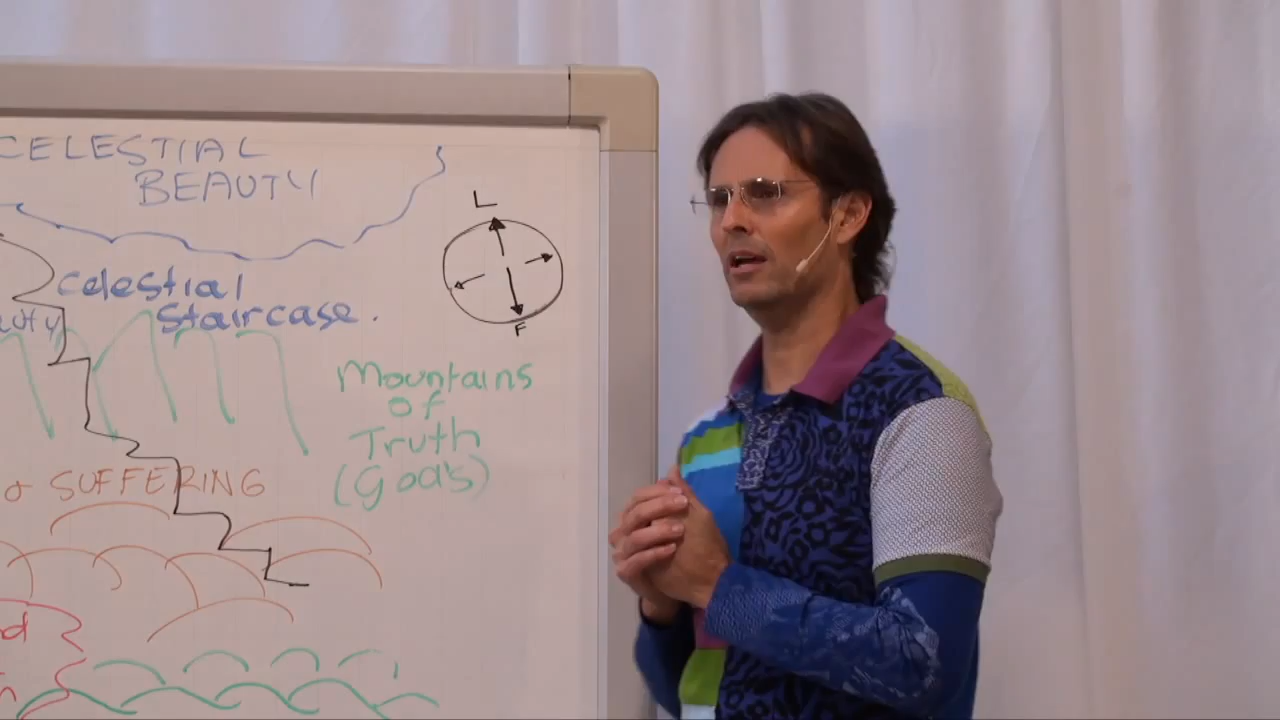 CELESTIAL
BEAUTY
L
F
Celestial
Staircase.
Mountains
of
Truth
(God's)
& SUFFERING